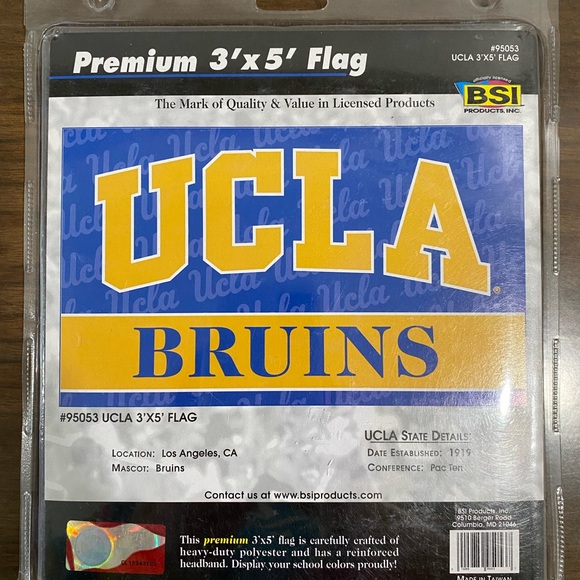 Premium 3'x5' Flag
#95053
UCLA 3'X5' FLAG
The Mark of Quality & Value in Licensed Products
officially licensed
BSI
PRODUCTS, INC.
UCLA
BRUINS
#95053 UCLA 3'X5' FLAG
UCLA State Details
Location: Los Angeles, CA
Date Established: 1919
Mascot: Bruins
Conference: Pac Ten
Contact us at www.bsiproducts.com
BSI Products, Inc.
9510 Berger Road
Columbia, MD 21046
This premium 3'x5' flag is carefully crafted of
heavy-duty polyester and has a reinforced
headband. Display your school colors proudly!
Made in Taiwan